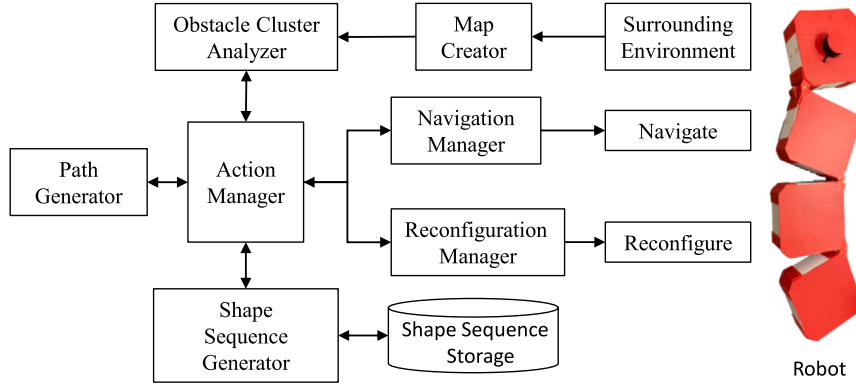 Obstacle Cluster
Analyzer
Map
Creator
Surrounding
Environment
Navigation
Manager
Navigate
Path
Generator
Action
Manager
Reconfiguration
Manager
Reconfigure
Shape
Sequence
Generator
Shape Sequence
Storage
Robot